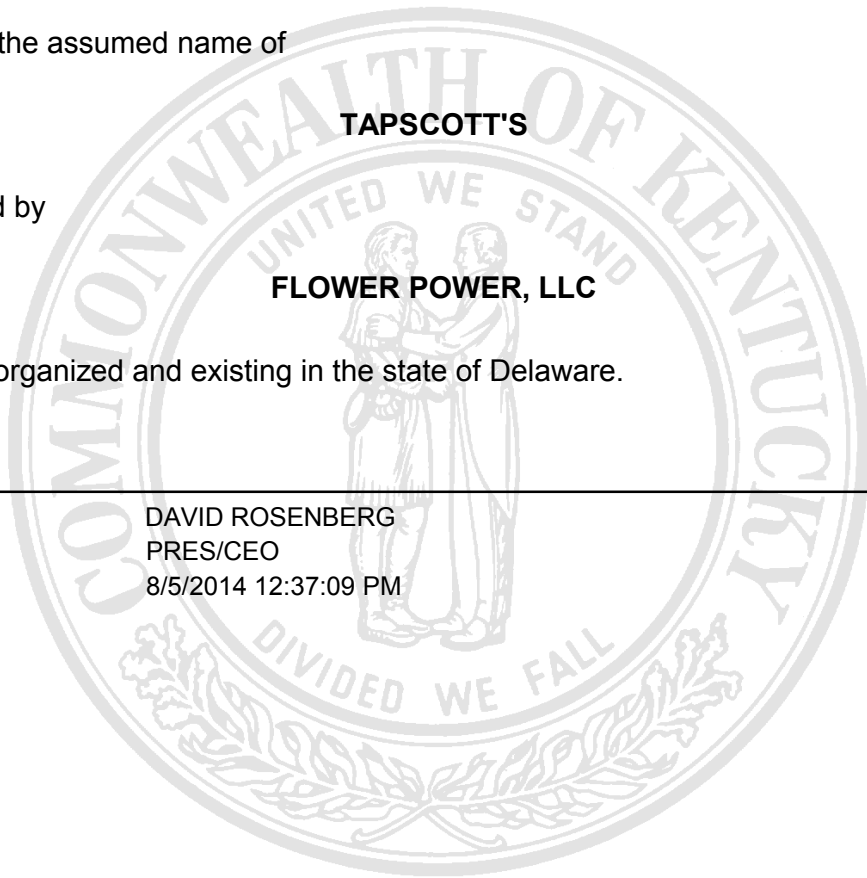 the assumed name of
TAPSCOTT'S
d by
FLOWER POWER, LLC
organized and existing in the state of Delaware.
DAVID ROSENBERG
PRES/CEO
8/5/2014 12:37:09 PM
COMMONWEALTH OF KENTUCKY
UNITED WE STAND
DIVIDED WE FALL